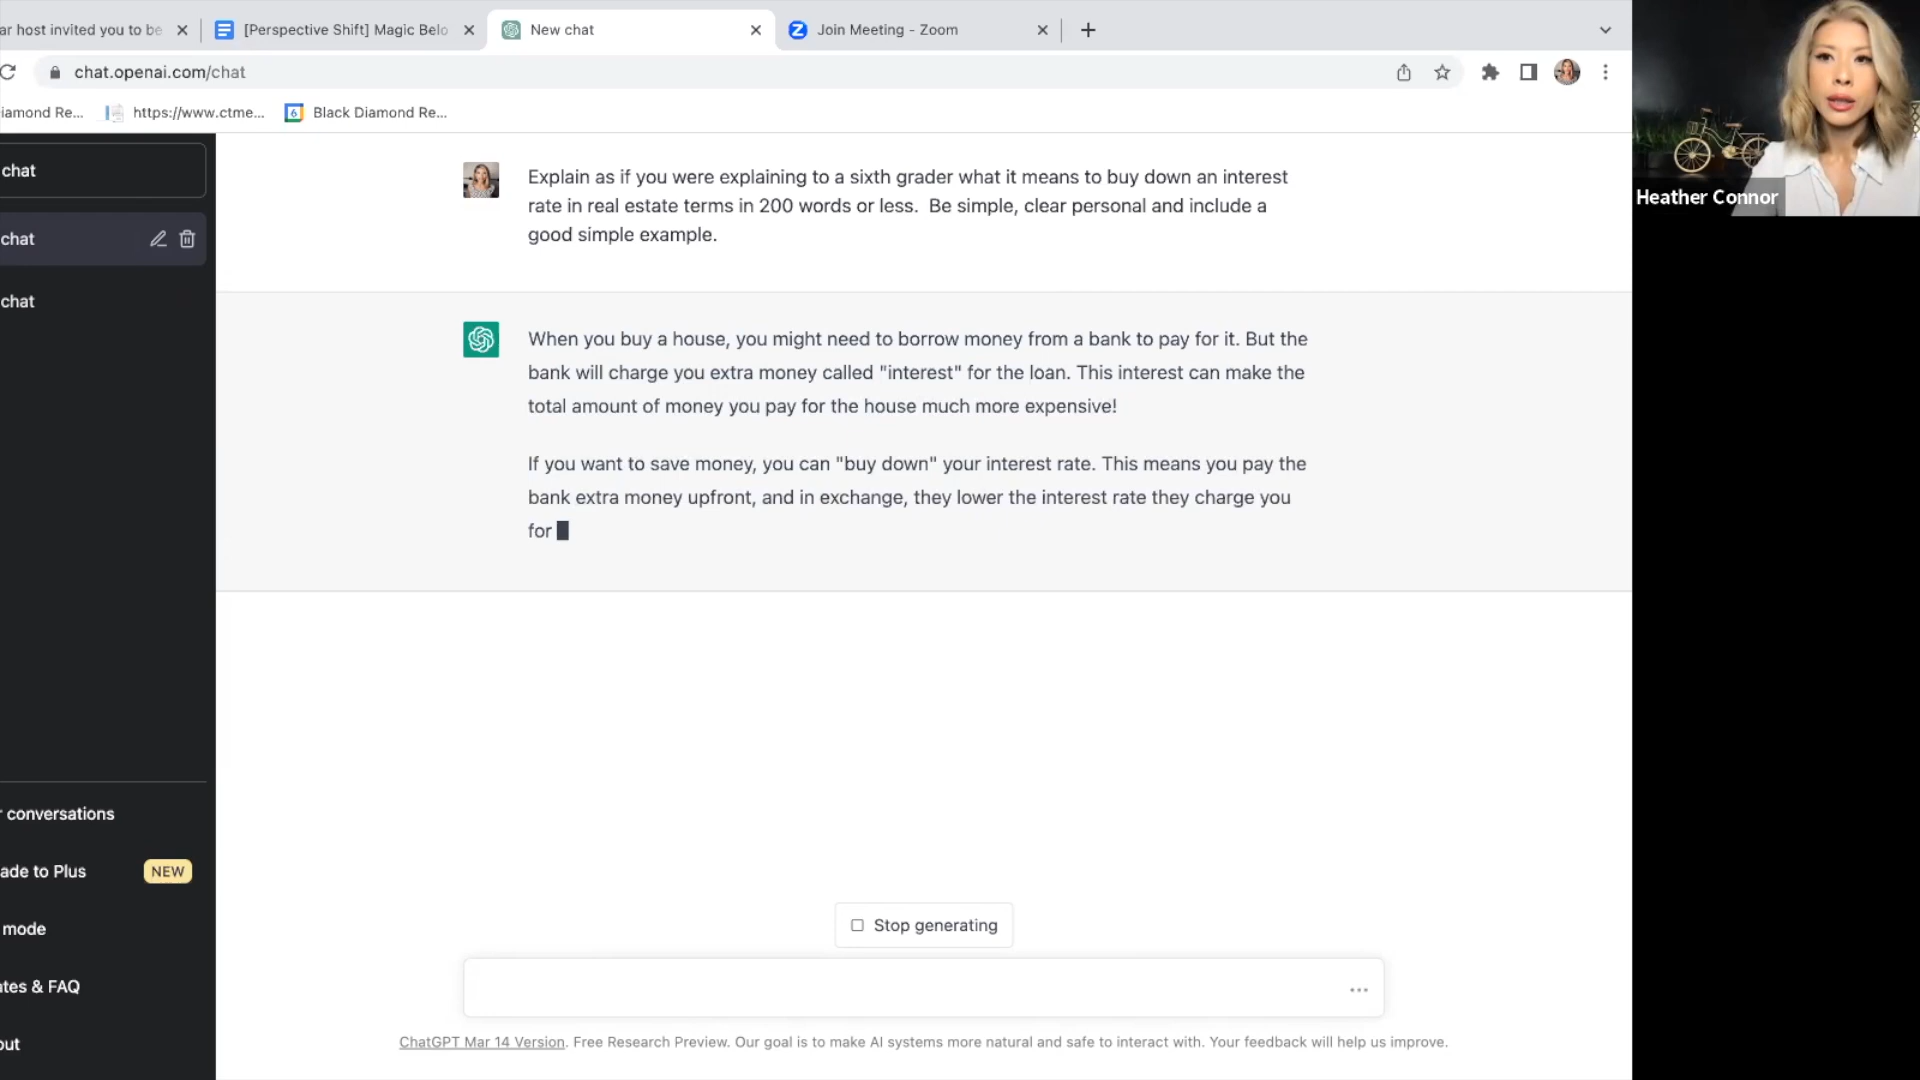 ar host invited you to be
[Perspective Shift] Magic Belo
New chat
Join Meeting - Zoom
chat.openai.com/chat
iamond Re...
https://www.ctme...
6
Black Diamond Re...
chat
chat
chat
Explain as if you were explaining to a sixth grader what it means to buy down an interest
rate in real estate terms in 200 words or less.  Be simple, clear personal and include a
good simple example.
When you buy a house, you might need to borrow money from a bank to pay for it. But the
bank will charge you extra money called "interest" for the loan. This interest can make the
total amount of money you pay for the house much more expensive!
If you want to save money, you can "buy down" your interest rate. This means you pay the
bank extra money upfront, and in exchange, they lower the interest rate they charge you
for
r conversations
ade to Plus
NEW
mode
ates & FAQ
out
Stop generating
ChatGPT Mar 14 Version. Free Research Preview. Our goal is to make AI systems more natural and safe to interact with. Your feedback will help us improve.
Heather Connor